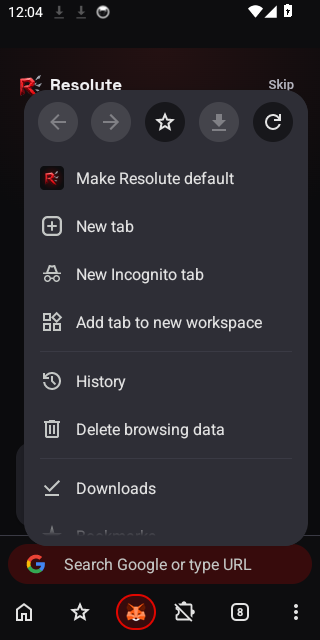 12:04
Resolute
Skip
Make Resolute default
New tab
New Incognito tab
Add tab to new workspace
History
Delete browsing data
Downloads
Bookmarks
Search Google or type URL
8